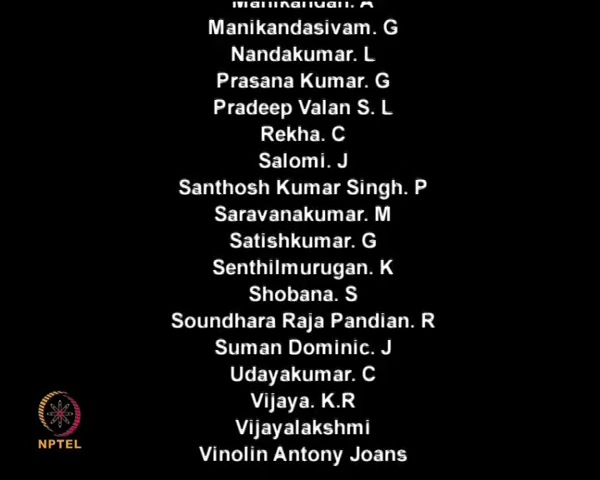 Manikandan. A
Manikandasivam. G
Nandakumar. L
Prasana Kumar. G
Pradeep Valan S. L
Rekha. C
Salomi. J
Santhosh Kumar Singh. P
Saravanakumar. M
Satishkumar. G
Senthilmurugan. K
Shobana. S
Soundhara Raja Pandian. R
Suman Dominic. J
Udayakumar. C
Vijaya. K.R
Vijayalakshmi
Vinolin Antony Joans
NPTEL